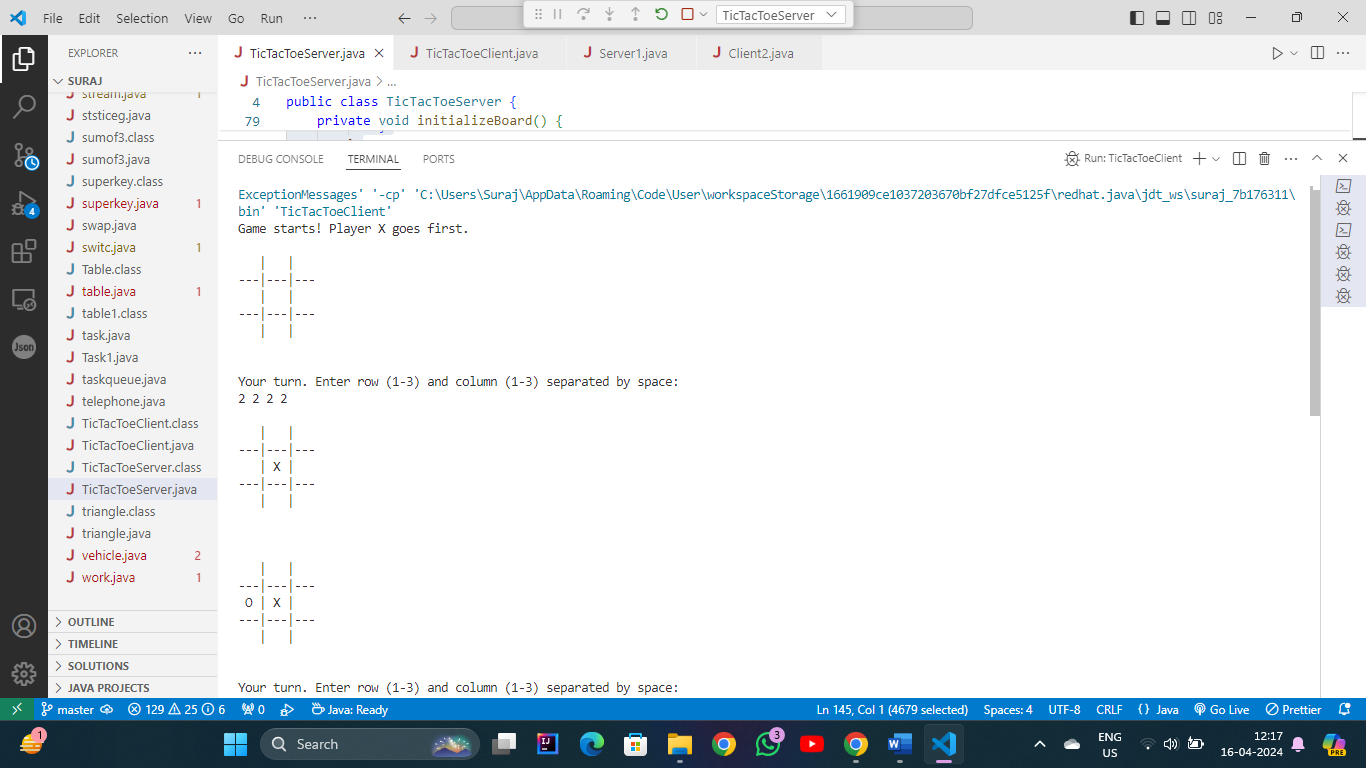 File Edit Selection View Go Run ···
TicTacToeServer
EXPLORER ···
SURAJ
stream.java 1
ststiceg.java
sumof3.class
sumof3.java
superkey.class
superkey.java 1
swap.java
switc.java 1
Table.class
table.java 1
table1.class
task.java
Task1.java
taskqueue.java
telephone.java
TicTacToeClient.class
TicTacToeClient.java
TicTacToeServer.class
TicTacToeServer.java
triangle.class
triangle.java
vehicle.java 2
work.java 1
OUTLINE
TIMELINE
SOLUTIONS
JAVA PROJECTS
4
Json
TicTacToeServer.java TicTacToeClient.java Server1.java Client2.java
TicTacToeServer.java > ...
4 public class TicTacToeServer {
79 private void initializeBoard() {
DEBUG CONSOLE TERMINAL PORTS
Run: TicTacToeClient
ExceptionMessages' '-cp' 'C:\Users\Suraj\AppData\Roaming\Code\User\workspaceStorage\1661909ce1037203670bf27dfce5125f\redhat.java\jdt_ws\suraj_7b176311\
bin' 'TicTacToeClient'
Game starts! Player X goes first.
   |   |
---|---|---
   |   |
---|---|---
   |   |
Your turn. Enter row (1-3) and column (1-3) separated by space:
2 2 2 2
   |   |
---|---|---
   | X |
---|---|---
   |   |
   |   |
---|---|---
 O | X |
---|---|---
   |   |
Your turn. Enter row (1-3) and column (1-3) separated by space:
master 129 25 6 0 Java: Ready Ln 145, Col 1 (4679 selected) Spaces: 4 UTF-8 CRLF {} Java Go Live Prettier
1
Search
3
ENG
US
12:17
16-04-2024
PRE